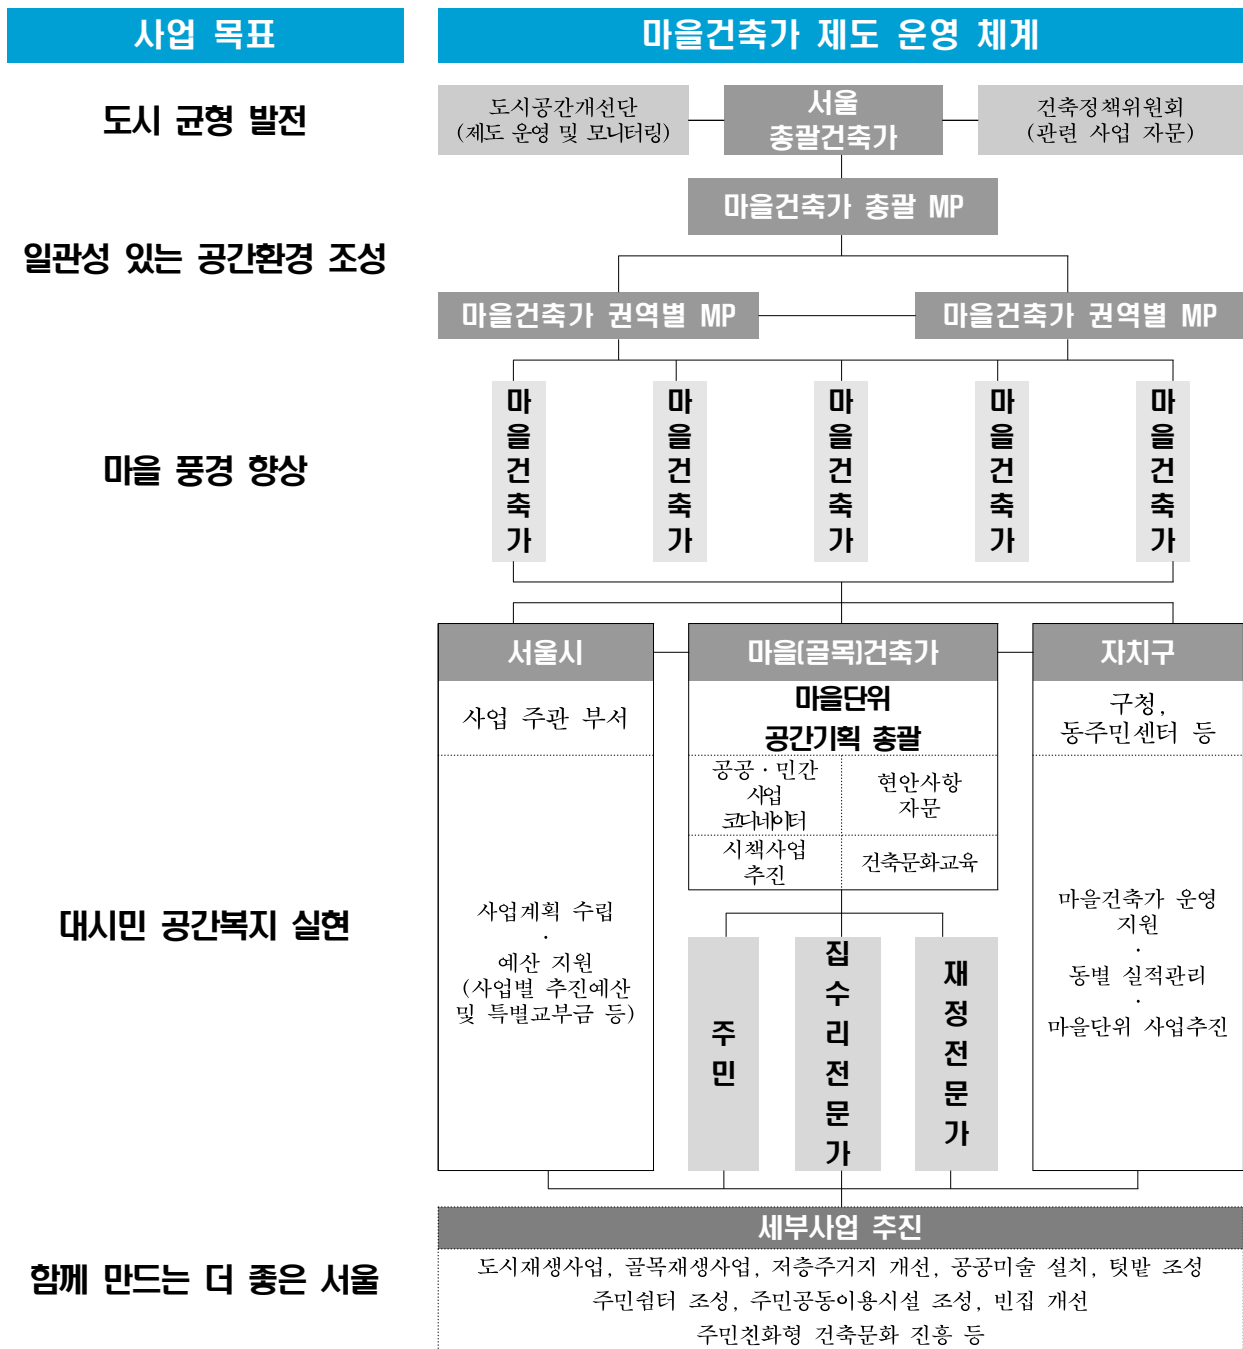 사업 목표
마을건축가 제도 운영 체계
도시 균형 발전
도시공간개선단
(제도 운영 및 모니터링)
서울
총괄건축가
건축정책위원회
(관련 사업 자문)
마을건축가 총괄 MP
일관성 있는 공간환경 조성
마을건축가 권역별 MP
마을건축가 권역별 MP
마을 풍경 향상
마을건축가
마을건축가
마을건축가
마을건축가
마을건축가
서울시
마을(골목)건축가
자치구
사업 주관 부서
마을단위
공간기획 총괄
구청,
동주민센터 등
공공·민간
사업
코디네이터
현안사항
자문
시책사업
추진
건축문화교육
대시민 공간복지 실현
사업계획 수립
·
예산 지원
(사업별 추진예산
및 특별교부금 등)
주민
집수리전문가
재정전문가
마을건축가 운영
지원
·
동별 실적관리
·
마을단위 사업추진
세부사업 추진
함께 만드는 더 좋은 서울
도시재생사업, 골목재생사업, 저층주거지 개선, 공공미술 설치, 텃밭 조성
주민쉼터 조성, 주민공동이용시설 조성, 빈집 개선
주민친화형 건축문화 진흥 등